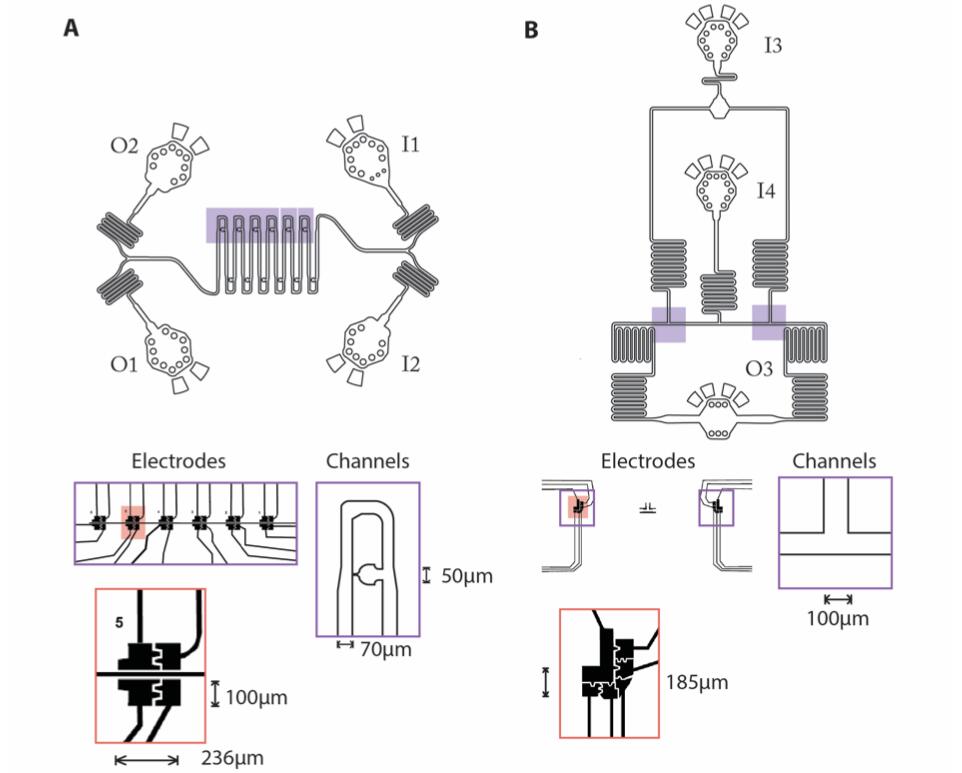 A
B
I3
O2
I1
I4
O1
I2
O3
Electrodes
Channels
Electrodes
Channels
50µm
70µm
5
100µm
236µm
100µm
185µm